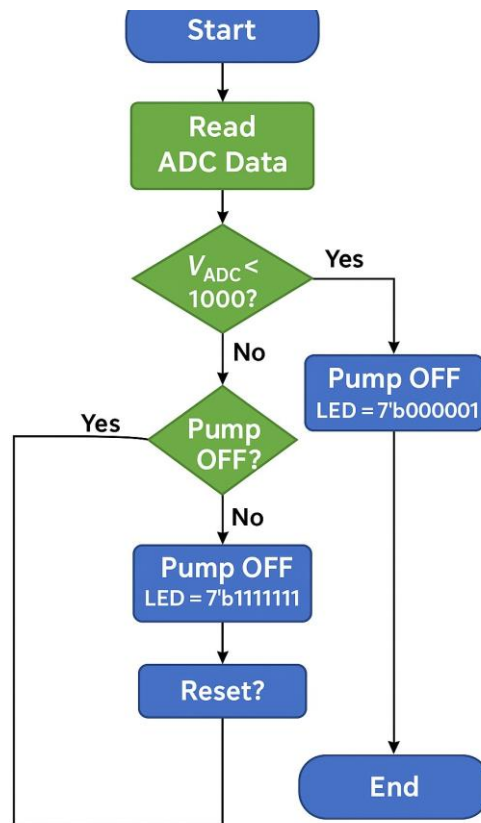 Start
Read
ADC Data
V_ADC <
1000?
Yes
No
Pump OFF
LED = 7'b000001
Yes
Pump
OFF?
No
Pump OFF
LED = 7'b1111111
Reset?
End